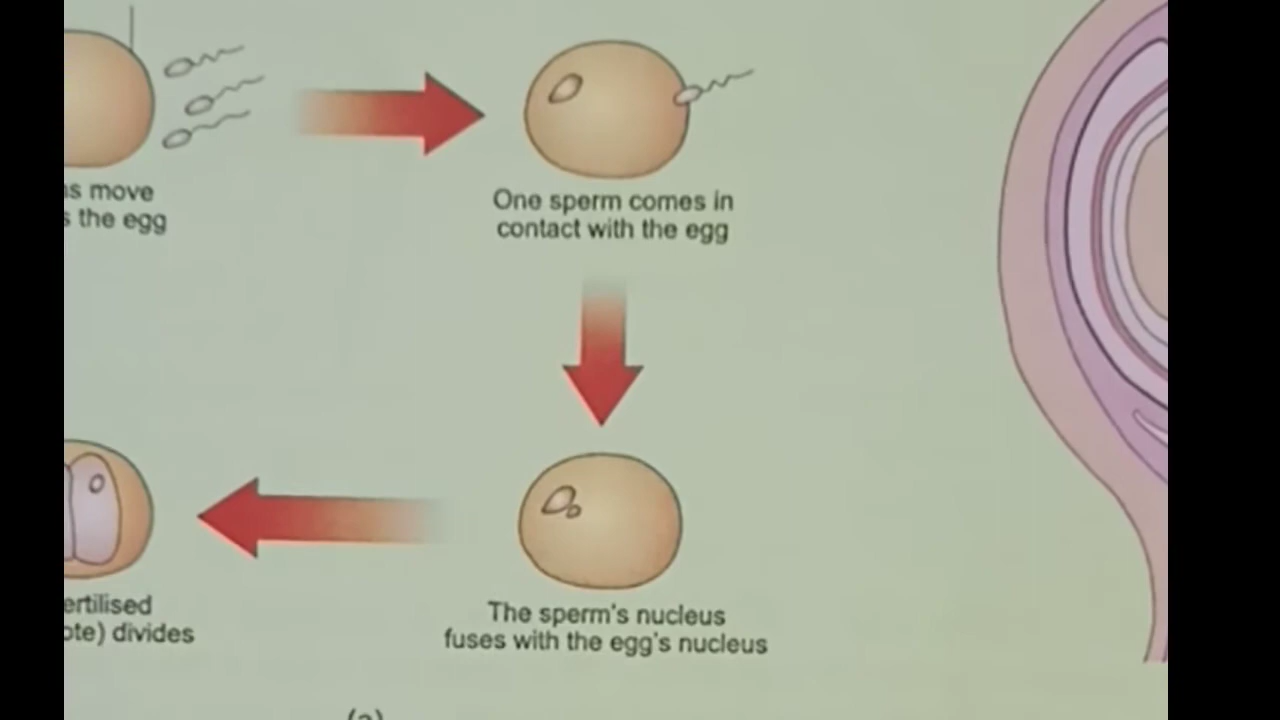 move
the egg
One sperm comes in
contact with the egg
The sperm's nucleus
fuses with the egg's nucleus
ertilised
ote) divides
(a)